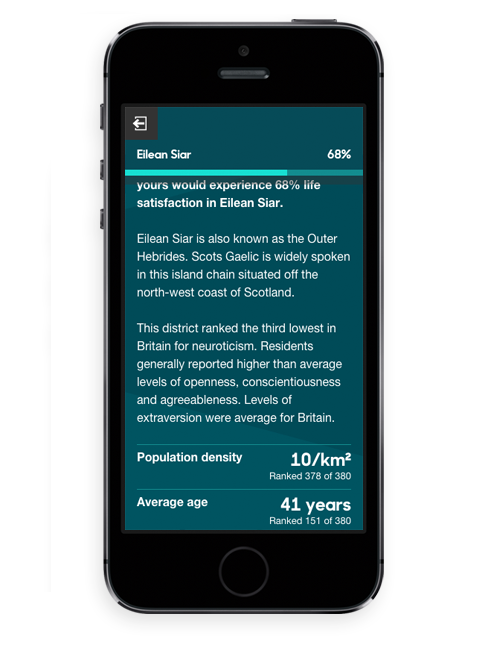 Eilean Siar 68%
yours would experience 68% life
satisfaction in Eilean Siar.
Eilean Siar is also known as the Outer
Hebrides. Scots Gaelic is widely spoken
in this island chain situated off the
north-west coast of Scotland.
This district ranked the third lowest in
Britain for neuroticism. Residents
generally reported higher than average
levels of openness, conscientiousness
and agreeableness. Levels of
extraversion were average for Britain.
Population density 10/km²
Ranked 378 of 380
Average age 41 years
Ranked 151 of 380